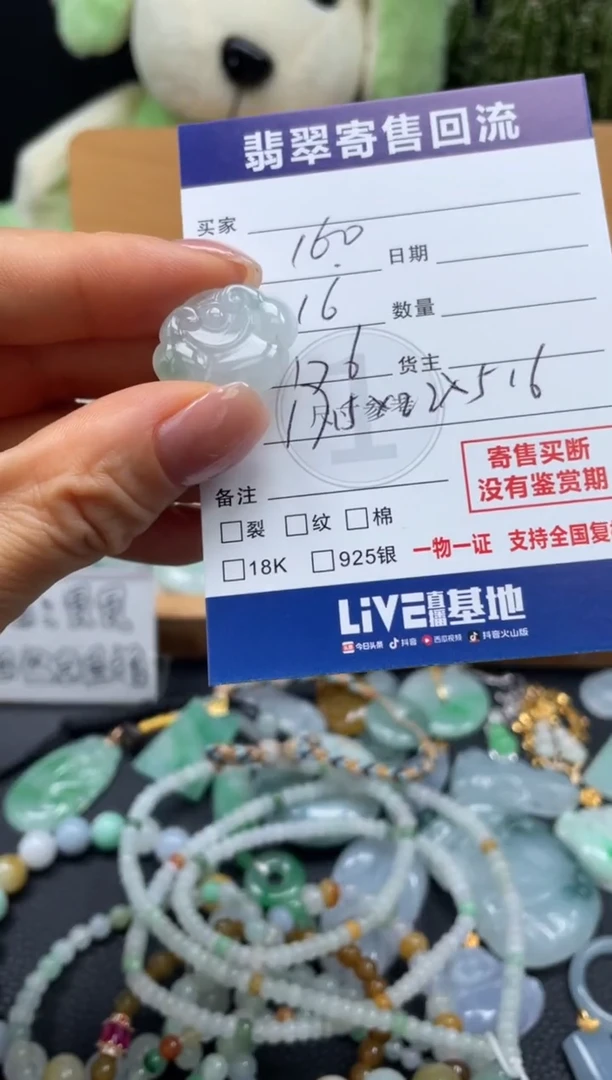 翡翠寄售回流
买家
160 日期
16 数量
136 货主
备注
裂 纹 棉
18K 925银
寄售买断
没有鉴赏期
一物一证 支持全国复
LiVE直播基地
今日头条 抖音 西瓜视频 抖音火山版